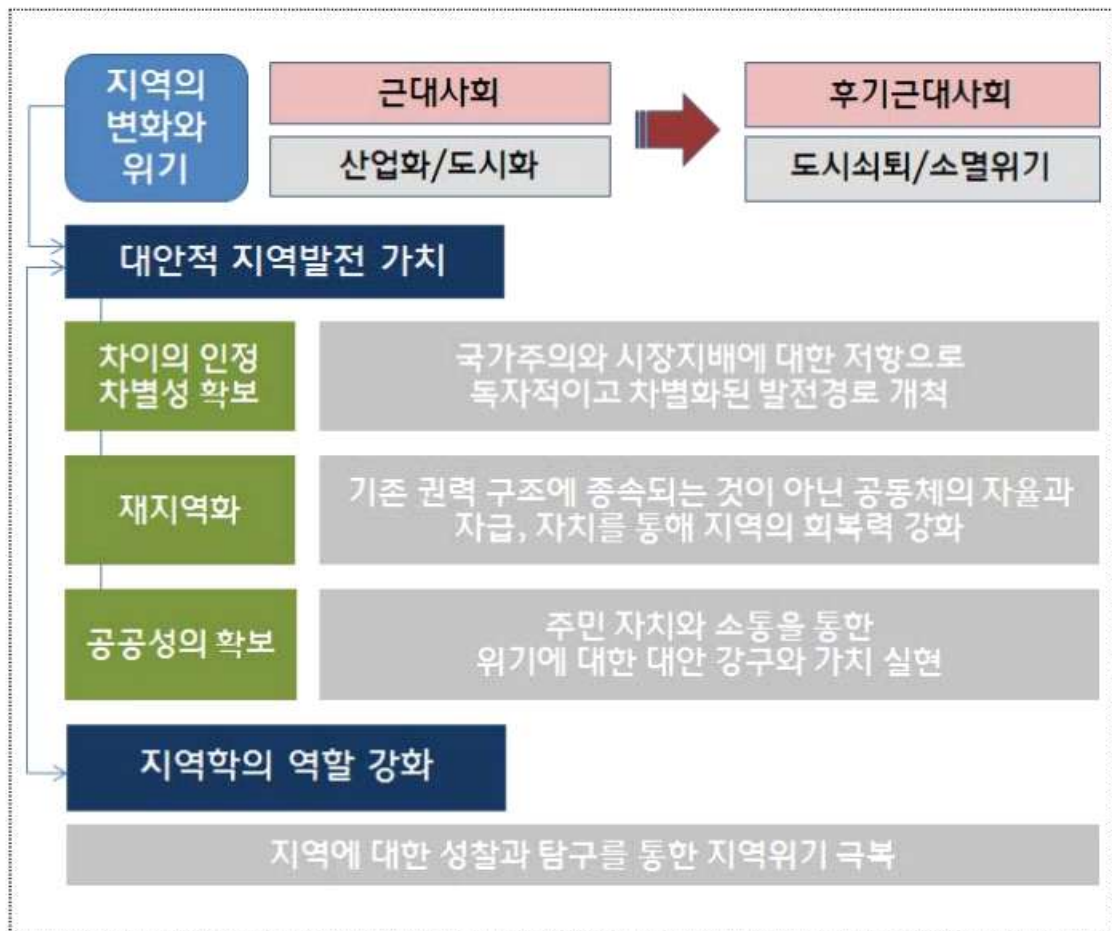 지역의
변화와
위기
근대사회
산업화/도시화
후기근대사회
도시쇠퇴/소멸위기
대안적 지역발전 가치
차이의 인정
차별성 확보
국가주의와 시장지배에 대한 저항으로
독자적이고 차별화된 발전경로 개척
재지역화
기존 권력 구조에 종속되는 것이 아닌 공동체의 자율과
자급, 자치를 통해 지역의 회복력 강화
공공성의 확보
주민 자치와 소통을 통한
위기에 대한 대안 강구와 가치 실현
지역학의 역할 강화
지역에 대한 성찰과 탐구를 통한 지역위기 극복